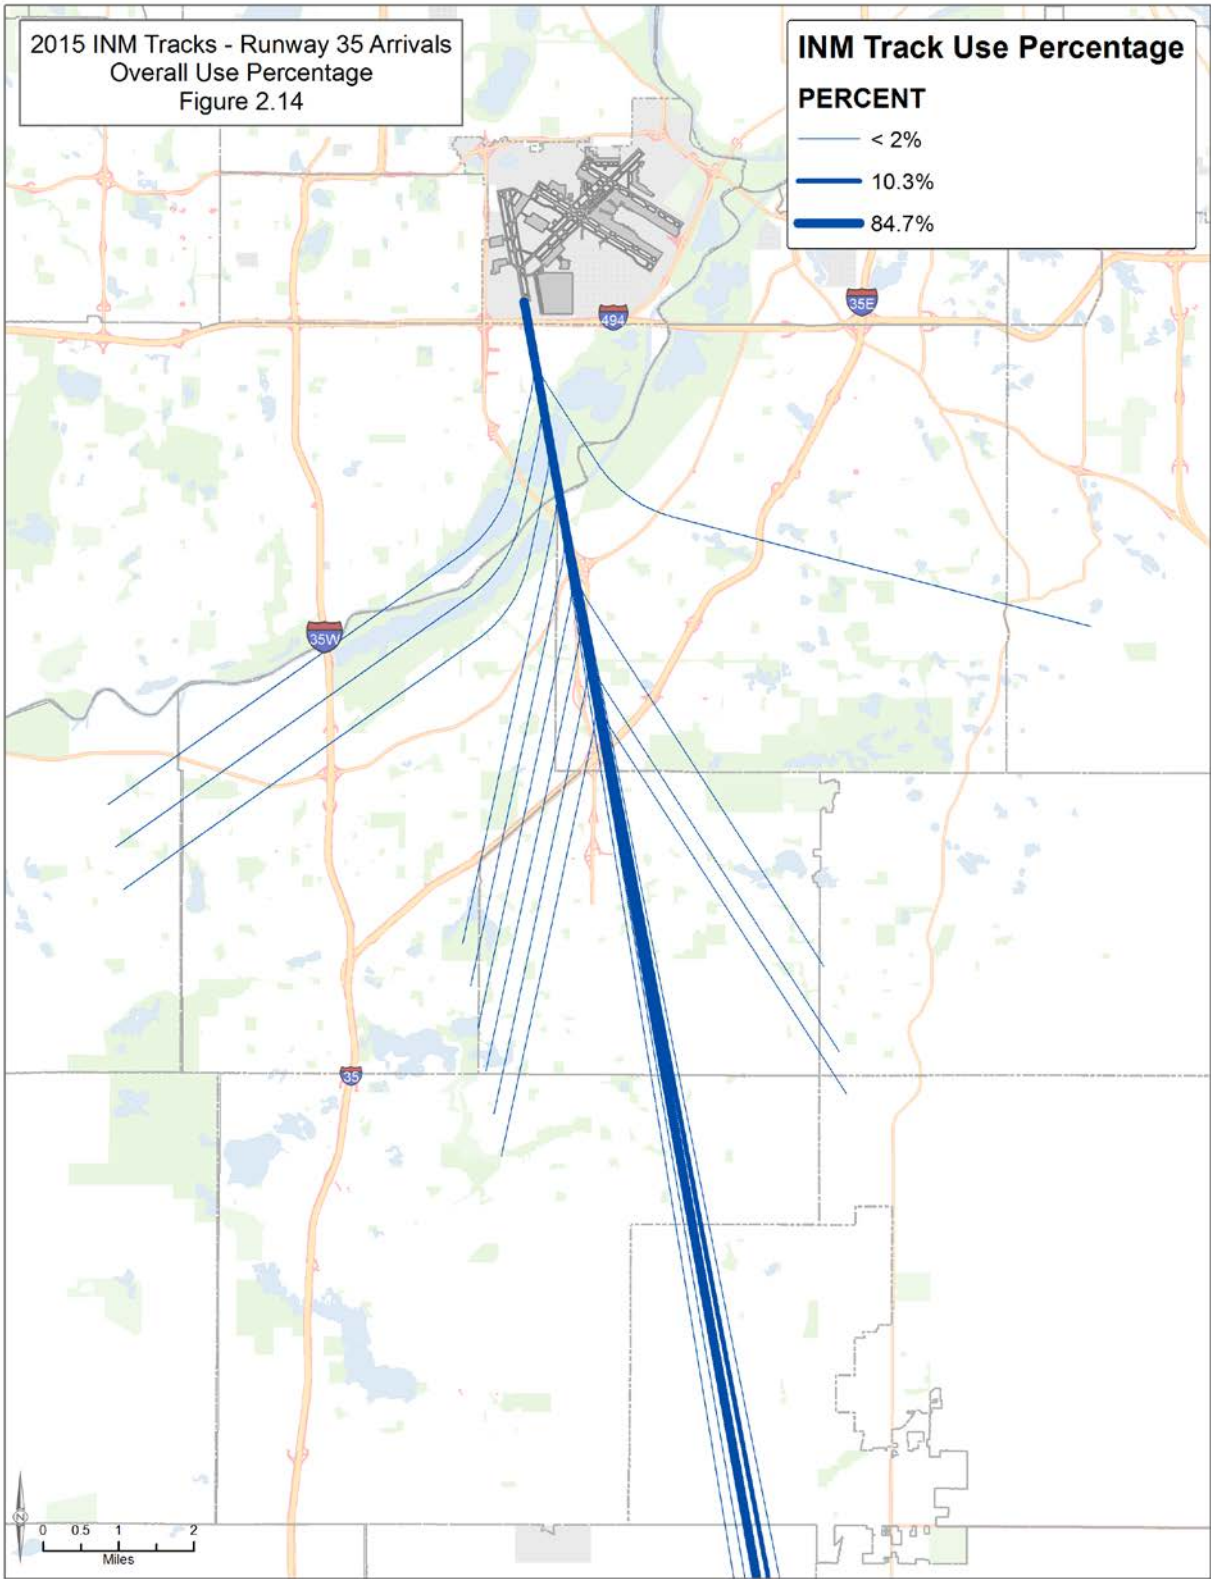 2015 INM Tracks - Runway 35 Arrivals
Overall Use Percentage
Figure 2.14
INM Track Use Percentage
PERCENT
< 2%
10.3%
84.7%
35E
494
35W
35
N
0 0.5 1 2
Miles